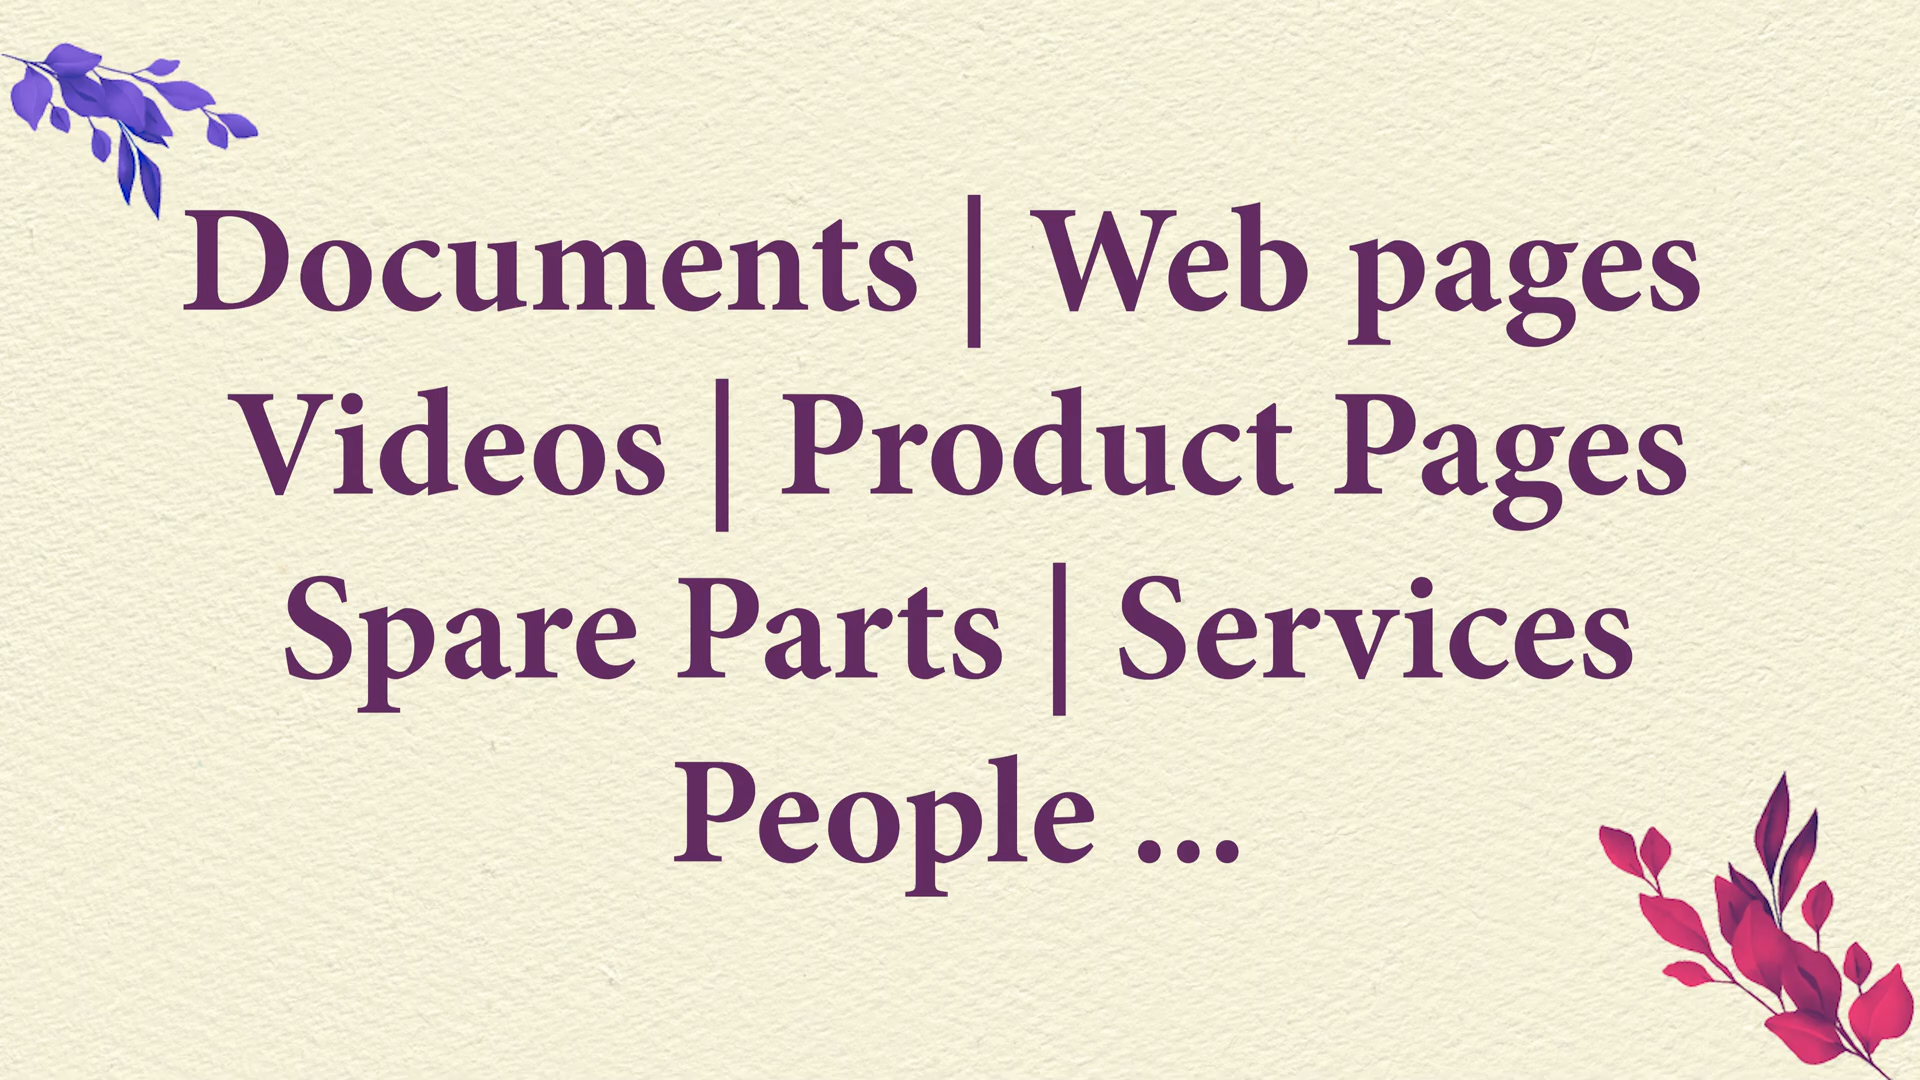 Documents | Web pages
Videos | Product Pages
Spare Parts | Services
People ...